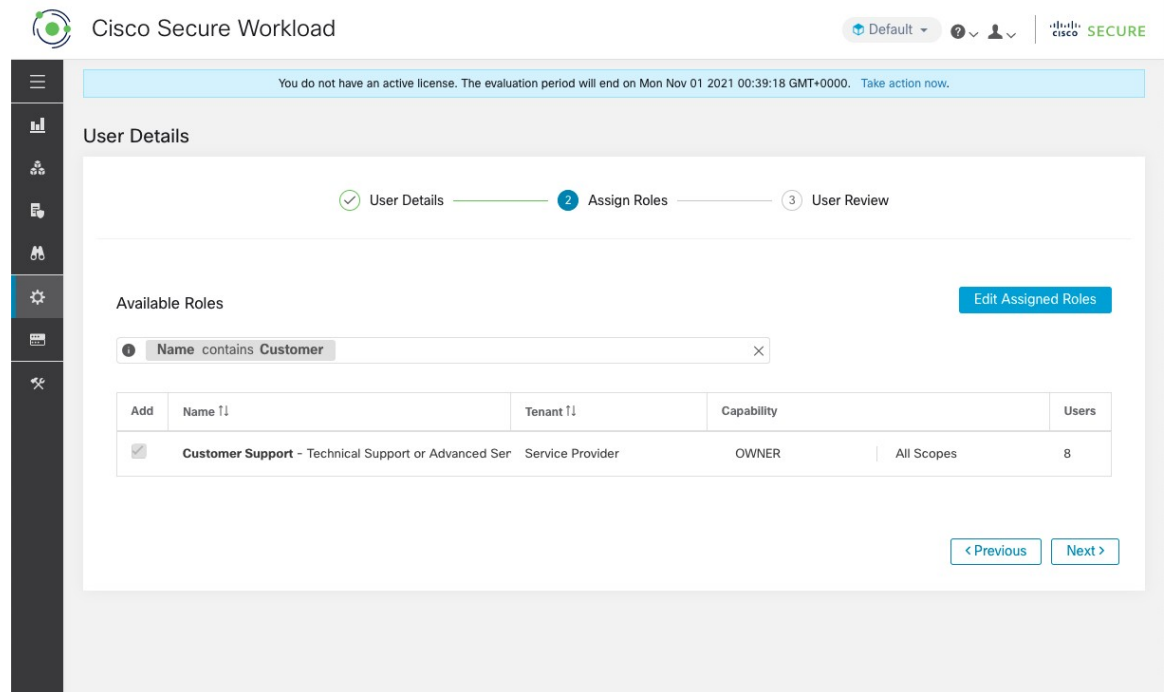 Cisco Secure Workload
Default
cisco SECURE
You do not have an active license. The evaluation period will end on Mon Nov 01 2021 00:39:18 GMT+0000. Take action now.
User Details
User Details
2 Assign Roles
3 User Review
Available Roles
Edit Assigned Roles
Name contains Customer
Add Name Tenant Capability Users
Customer Support - Technical Support or Advanced Ser Service Provider OWNER All Scopes 8
Previous
Next